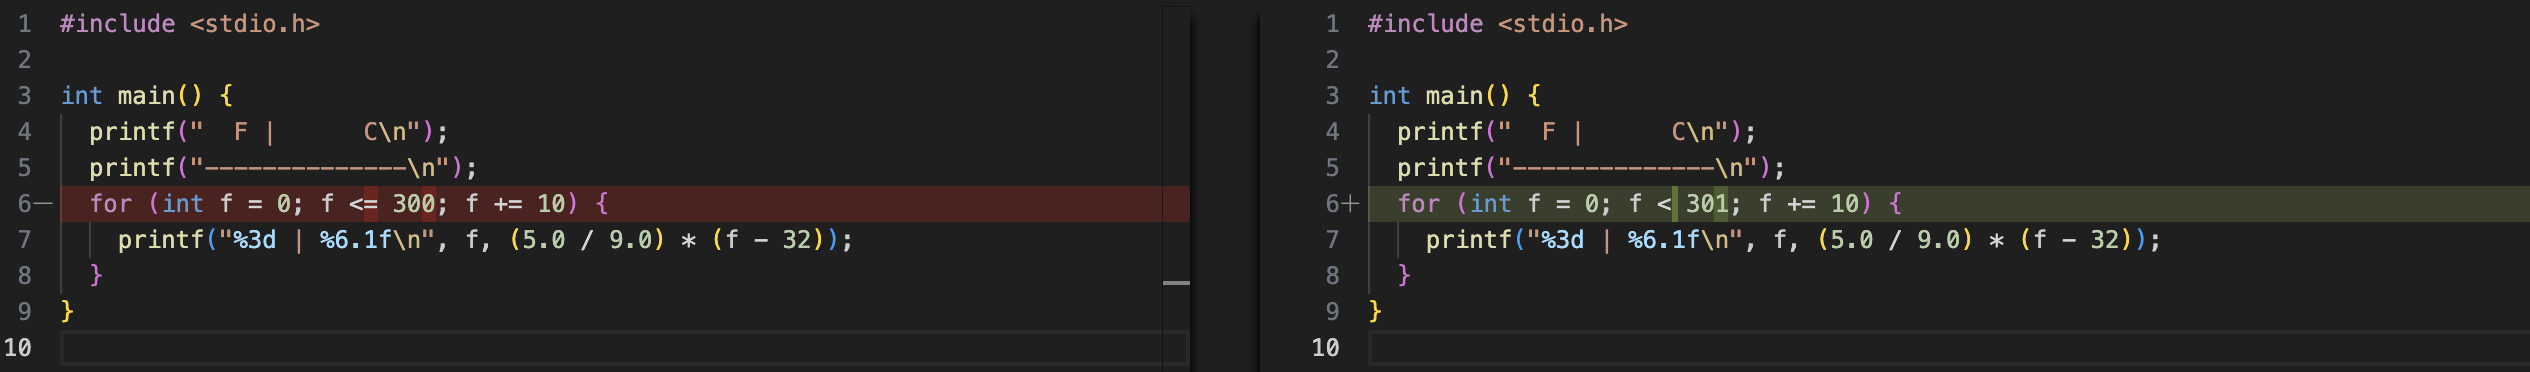 1 #include <stdio.h>
2
3 int main() {
4   printf("  F |      C\n");
5   printf("--------------\n");
6—  for (int f = 0; f <= 300; f += 10) {
7     printf("%3d | %6.1f\n", f, (5.0 / 9.0) * (f - 32));
8   }
9 }
10
1 #include <stdio.h>
2
3 int main() {
4   printf("  F |      C\n");
5   printf("--------------\n");
6+  for (int f = 0; f < 301; f += 10) {
7     printf("%3d | %6.1f\n", f, (5.0 / 9.0) * (f - 32));
8   }
9 }
10